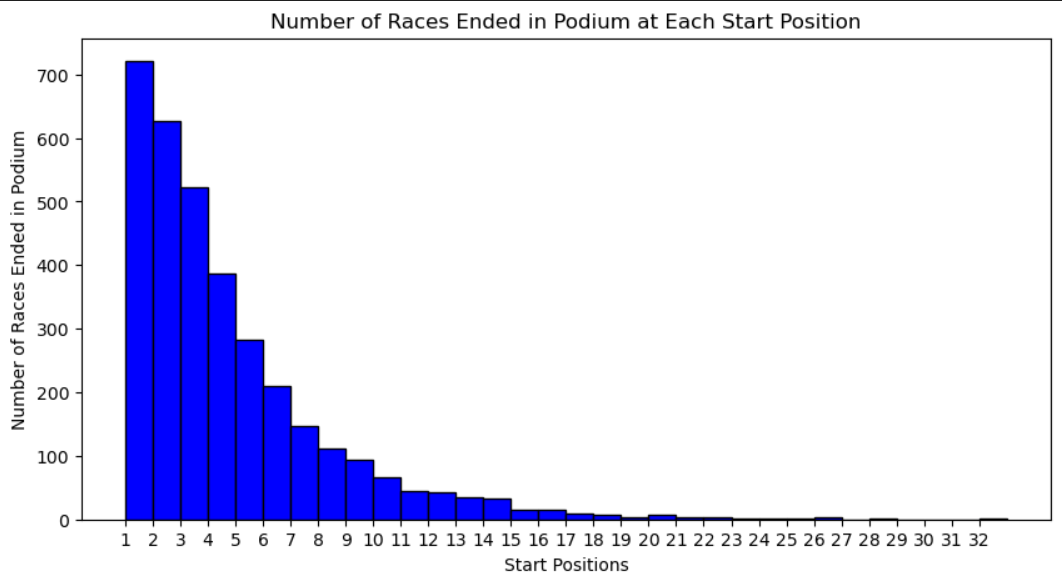 Number of Races Ended in Podium at Each Start Position
Number of Races Ended in Podium
700
600
500
400
300
200
100
0
1 2 3 4 5 6 7 8 9 10 11 12 13 14 15 16 17 18 19 20 21 22 23 24 25 26 27 28 29 30 31 32
Start Positions